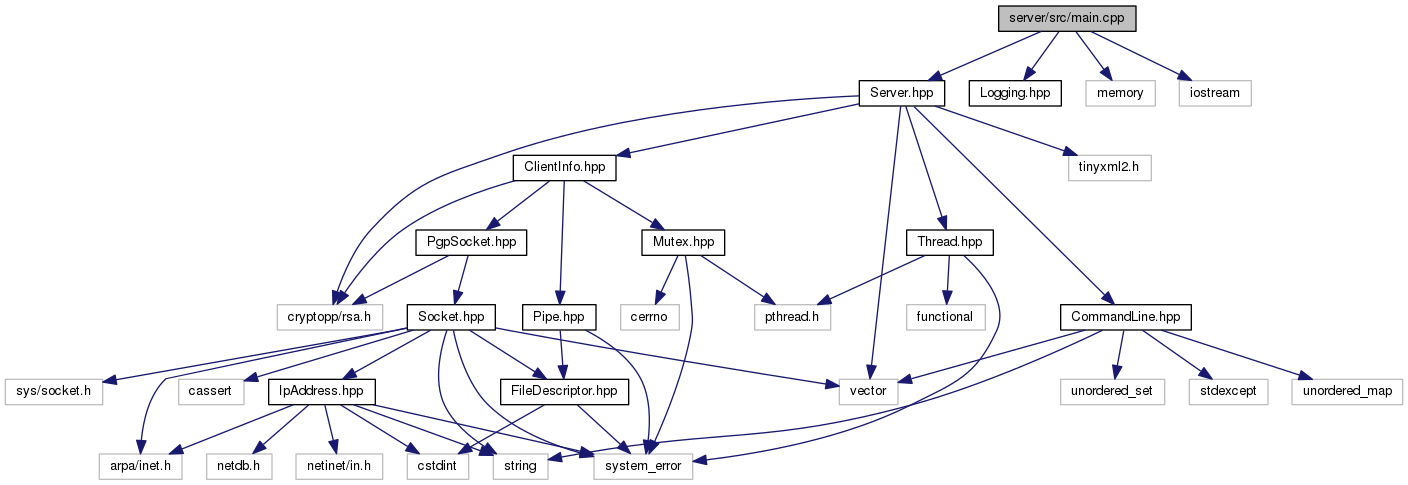 server/src/main.cpp
Server.hpp
Logging.hpp
memory
iostream
ClientInfo.hpp
tinyxml2.h
PgpSocket.hpp
Mutex.hpp
Thread.hpp
cryptopp/rsa.h
Socket.hpp
Pipe.hpp
cerrno
pthread.h
functional
CommandLine.hpp
sys/socket.h
cassert
IpAddress.hpp
FileDescriptor.hpp
vector
unordered_set
stdexcept
unordered_map
arpa/inet.h
netdb.h
netinet/in.h
cstdint
string
system_error